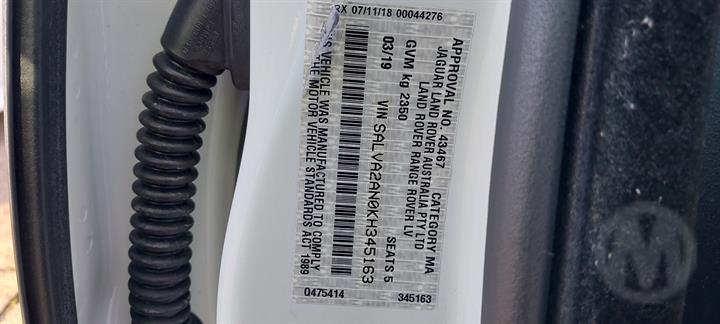 RX 07/11/18 00044276
APPROVAL NO. 43467 CATEGORY MA
JAGUAR LAND ROVER AUSTRALIA PTY LTD
LAND ROVER RANGE ROVER LV
GVM kg 2350 SEATS 5
03/19 VIN SALVA2AN0KH345163
VEHICLE WAS MANUFACTURED TO COMPLY
THE MOTOR VEHICLE STANDARDS ACT 1989
Q475414 345163
M